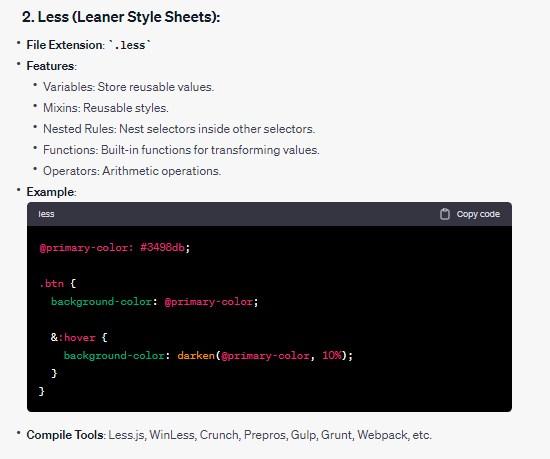 2. Less (Leaner Style Sheets):
• File Extension: `.less`
• Features:
• Variables: Store reusable values.
• Mixins: Reusable styles.
• Nested Rules: Nest selectors inside other selectors.
• Functions: Built-in functions for transforming values.
• Operators: Arithmetic operations.
• Example:
less Copy code
@primary-color: #3498db;
.btn {
background-color: @primary-color;
&:hover {
background-color: darken(@primary-color, 10%);
}
}
• Compile Tools: Less.js, WinLess, Crunch, Prepros, Gulp, Grunt, Webpack, etc.